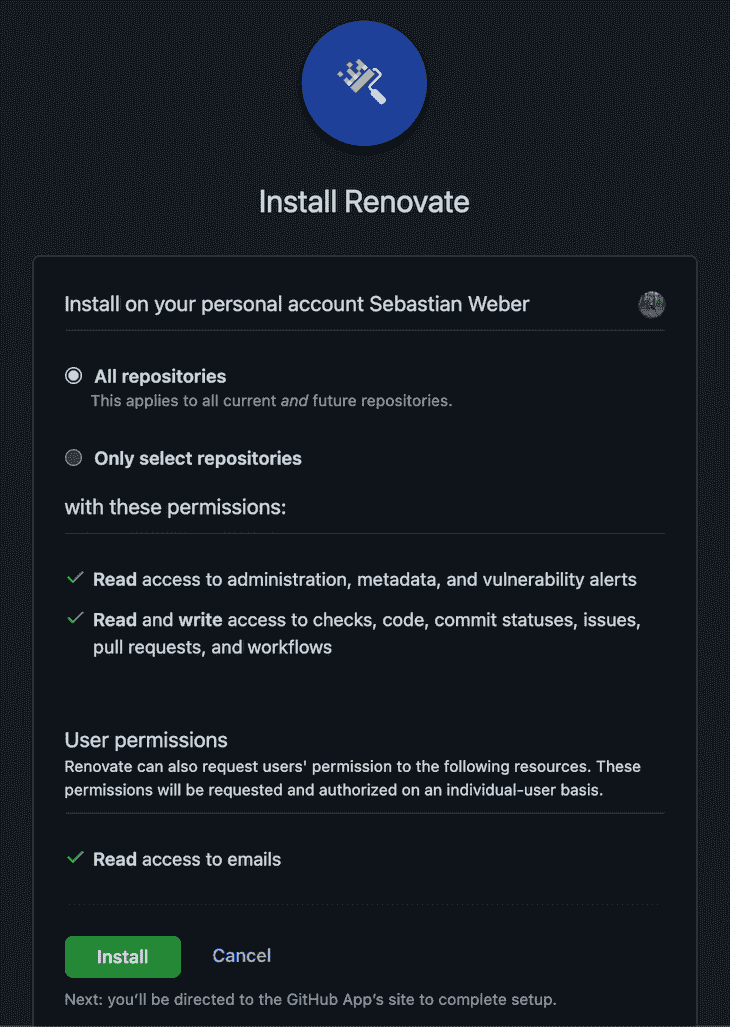 Install Renovate
Install on your personal account Sebastian Weber
All repositories
This applies to all current and future repositories.
Only select repositories
with these permissions:
Read access to administration, metadata, and vulnerability alerts
Read and write access to checks, code, commit statuses, issues,
pull requests, and workflows
User permissions
Renovate can also request users' permission to the following resources. These
permissions will be requested and authorized on an individual-user basis.
Read access to emails
Install Cancel
Next: you'll be directed to the GitHub App's site to complete setup.